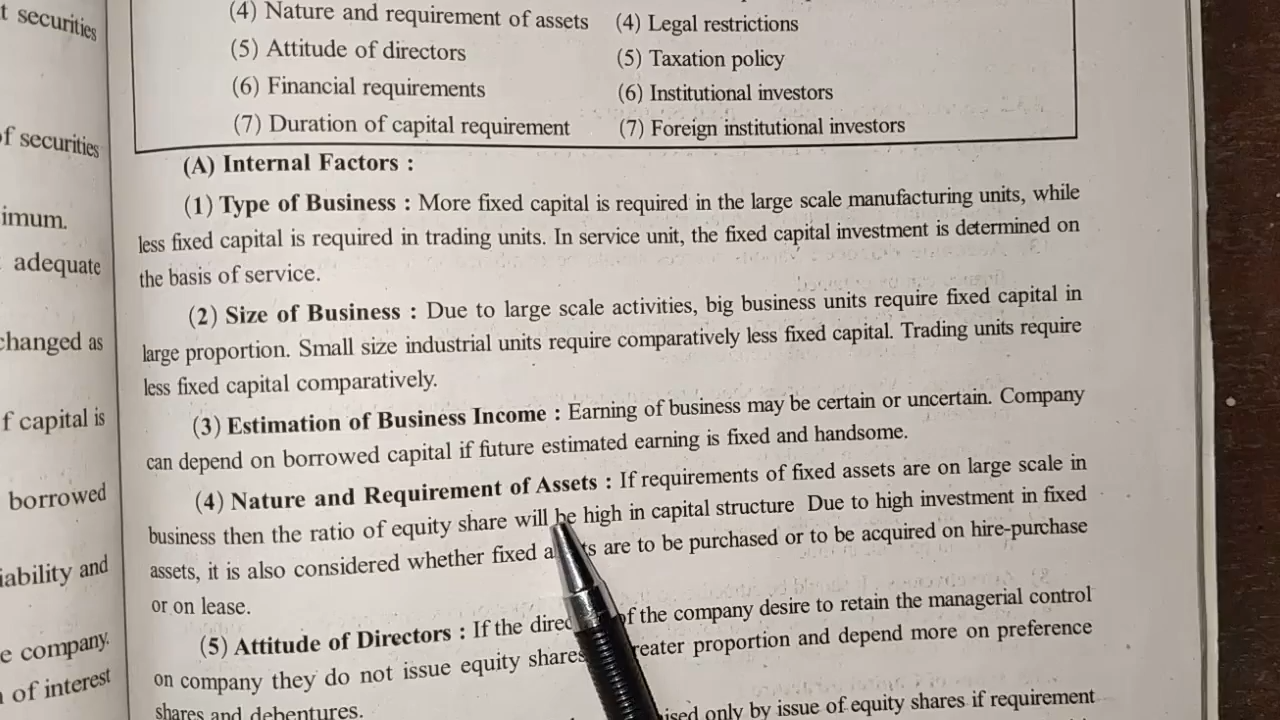 t securities
of securities
imum.
adequate
changed as
f capital is
borrowed
iability and
e company.
of interest
(4) Nature and requirement of assets (4) Legal restrictions
(5) Attitude of directors (5) Taxation policy
(6) Financial requirements (6) Institutional investors
(7) Duration of capital requirement (7) Foreign institutional investors
(A) Internal Factors :
(1) Type of Business : More fixed capital is required in the large scale manufacturing units, while
less fixed capital is required in trading units. In service unit, the fixed capital investment is determined on
the basis of service.
(2) Size of Business : Due to large scale activities, big business units require fixed capital in
large proportion. Small size industrial units require comparatively less fixed capital. Trading units require
less fixed capital comparatively.
(3) Estimation of Business Income : Earning of business may be certain or uncertain. Company
can depend on borrowed capital if future estimated earning is fixed and handsome.
(4) Nature and Requirement of Assets : If requirements of fixed assets are on large scale in
business then the ratio of equity share will be high in capital structure Due to high investment in fixed
assets, it is also considered whether fixed are to be purchased or to be acquired on hire-purchase
or on lease.
(5) Attitude of Directors : If the of the company desire to retain the managerial control
on company they do not issue equity shares proportion and depend more on preference
shares and debentures.
only by issue of equity shares if requirement